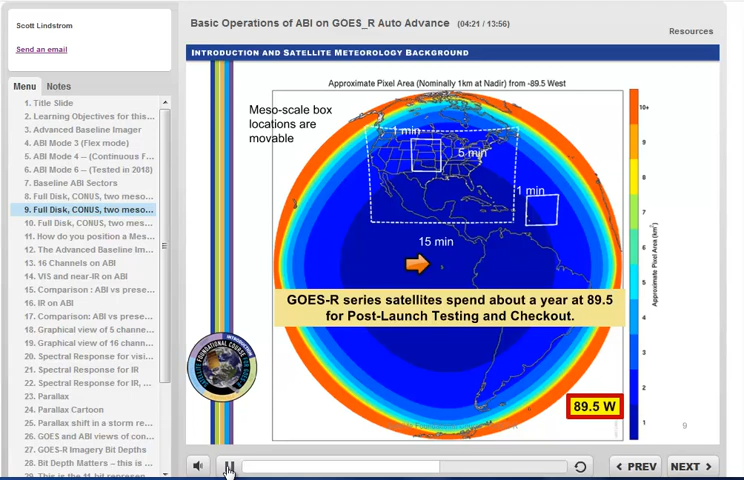 Scott Lindstrom
Send an email
Menu Notes
1. Title Slide
2. Learning Objectives for this...
3. Advanced Baseline Imager
4. ABI Mode 3 (Flex mode)
5. ABI Mode 4 -- (Continuous F...
6. ABI Mode 6 -- (Tested in 2018)
7. Baseline ABI Sectors
8. Full Disk, CONUS, two meso...
9. Full Disk, CONUS, two meso...
10. Full Disk, CONUS, two mes...
11. How do you position a Mes...
12. The Advanced Baseline Im...
13. 16 Channels on ABI
14. VIS and near-IR on ABI
15. Comparison : ABI vs prese...
16. IR on ABI
17. Comparison: ABI vs prese...
18. Graphical view of 5 channe...
19. Graphical view of 16 chann...
20. Spectral Response for visi...
21. Spectral Response for IR
22. Spectral Response for IR, ...
23. Parallax
24. Parallax Cartoon
25. Parallax shift in a storm re...
26. GOES and ABI views of con...
27. GOES-R Imagery Bit Depths
28. Bit Depth Matters -- this is ...
Basic Operations of ABI on GOES_R Auto Advance (04:21 / 13:56)
Resources
INTRODUCTION AND SATELLITE METEOROLOGY BACKGROUND
Approximate Pixel Area (Nominally 1km at Nadir) from -89.5 West
Meso-scale box
locations are
movable
1 min
5 min
1 min
15 min
GOES-R series satellites spend about a year at 89.5
for Post-Launch Testing and Checkout.
89.5 W
10+
9
8
7
6
5
4
3
2
1
Approximate Pixel Area (km²)
9
PREV
NEXT